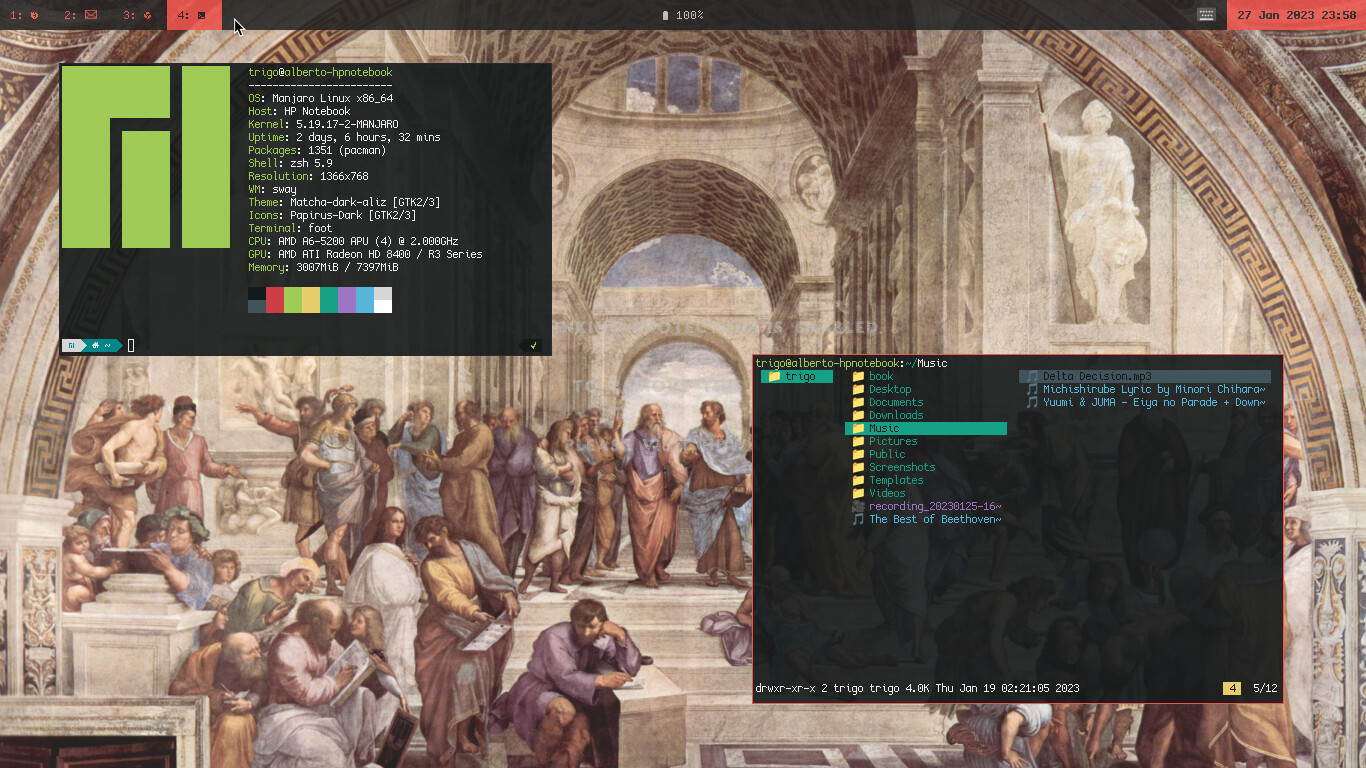 1:
2:
3:
4:
100%
27 Jan 2023 23:58
trigo@alberto-hpnotebook
------------------------
OS: Manjaro Linux x86_64
Host: HP Notebook
Kernel: 5.19.17-2-MANJARO
Uptime: 2 days, 6 hours, 32 mins
Packages: 1351 (pacman)
Shell: zsh 5.9
Resolution: 1366x768
WM: sway
Theme: Matcha-dark-aliz [GTK2/3]
Icons: Papirus-Dark [GTK2/3]
Terminal: foot
CPU: AMD A6-5200 APU (4) @ 2.000GHz
GPU: AMD ATI Radeon HD 8400 / R3 Series
Memory: 3007MiB / 7397MiB
~
IS
trigo@alberto-hpnotebook:~/Music
trigo
book
Desktop
Documents
Downloads
Music
Pictures
Public
Screenshots
Templates
Videos
recording_20230125-16~
The Best of Beethoven~
Delta Decision.mp3
Michishirube Lyric by Minori Chihara~
Yuumi & JUMA - Eiya no Parade + Down~
drwxr-xr-x 2 trigo trigo 4.0K Thu Jan 19 02:21:05 2023
4
5/12